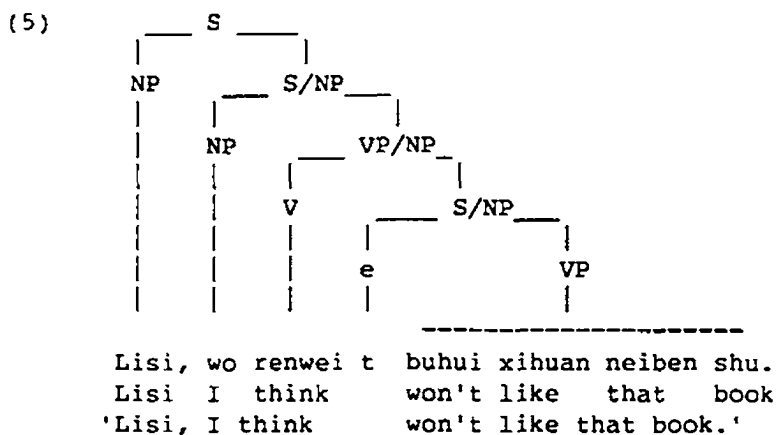 (5) S
NP S/NP
NP VP/NP
V S/NP
e VP
Lisi, wo renwei t buhui xihuan neiben shu.
Lisi I think won't like that book
'Lisi, I think won't like that book.'